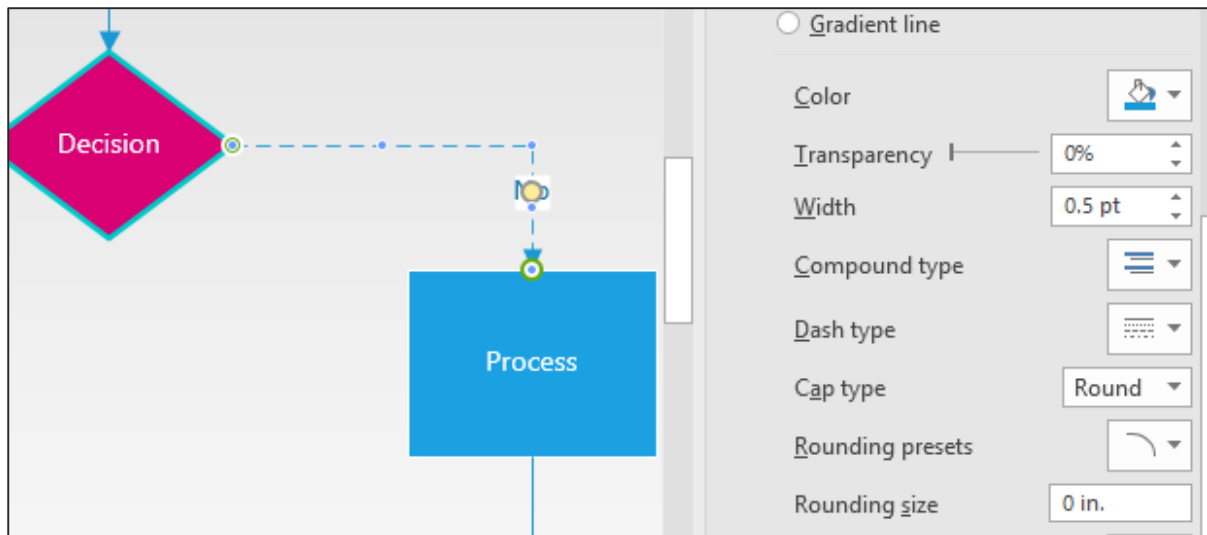 Decision
No
Process
Gradient line
Color
Transparency 0%
Width 0.5 pt
Compound type
Dash type
Cap type Round
Rounding presets
Rounding size 0 in.